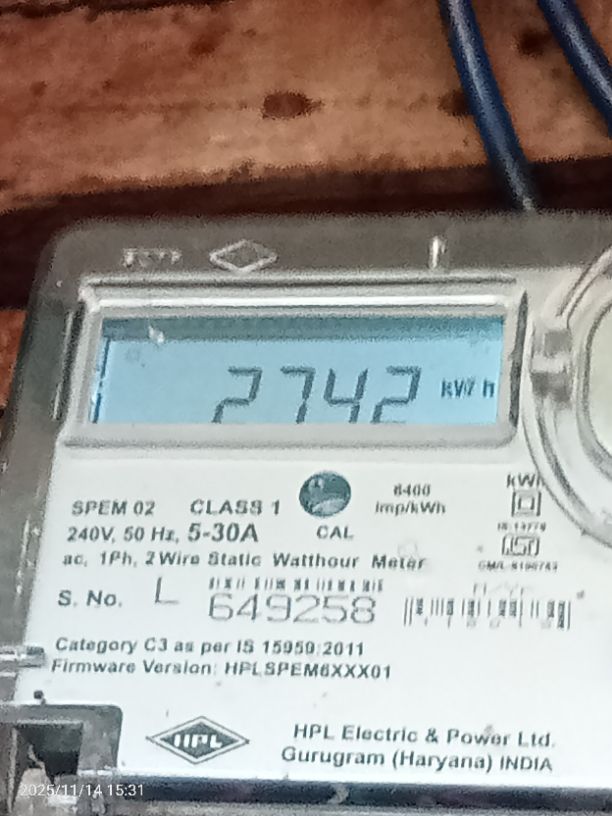 2742 kWh
SPEM 02 CLASS 1
6400
imp/kWh
240V, 50 Hz, 5-30A CAL
ac, 1Ph, 2 Wire Static Watthour Meter
S. No. L 649258
Category C3 as per IS 15959:2011
Firmware Version: HPLSPEM6XXX01
HPL
HPL Electric & Power Ltd.
Gurugram (Haryana) INDIA
2025/11/14 15:31